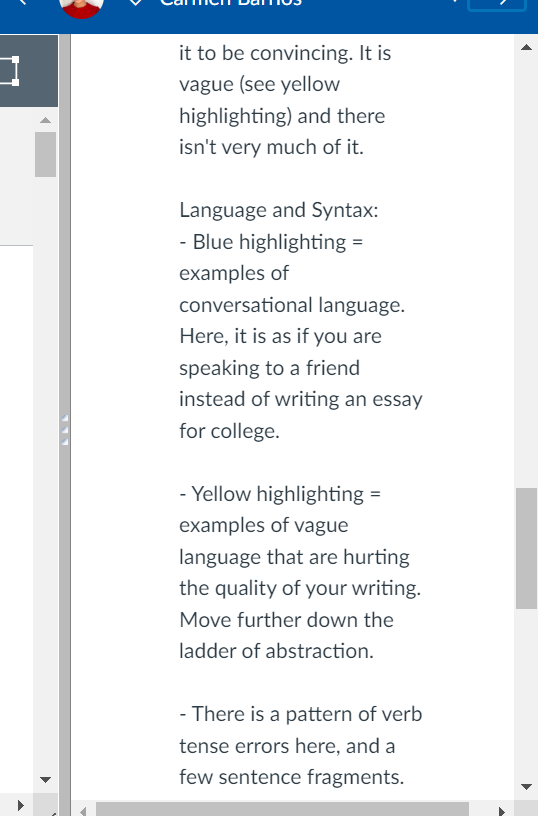 Carmen Barrios
it to be convincing. It is
vague (see yellow
highlighting) and there
isn't very much of it.
Language and Syntax:
- Blue highlighting =
examples of
conversational language.
Here, it is as if you are
speaking to a friend
instead of writing an essay
for college.
- Yellow highlighting =
examples of vague
language that are hurting
the quality of your writing.
Move further down the
ladder of abstraction.
- There is a pattern of verb
tense errors here, and a
few sentence fragments.